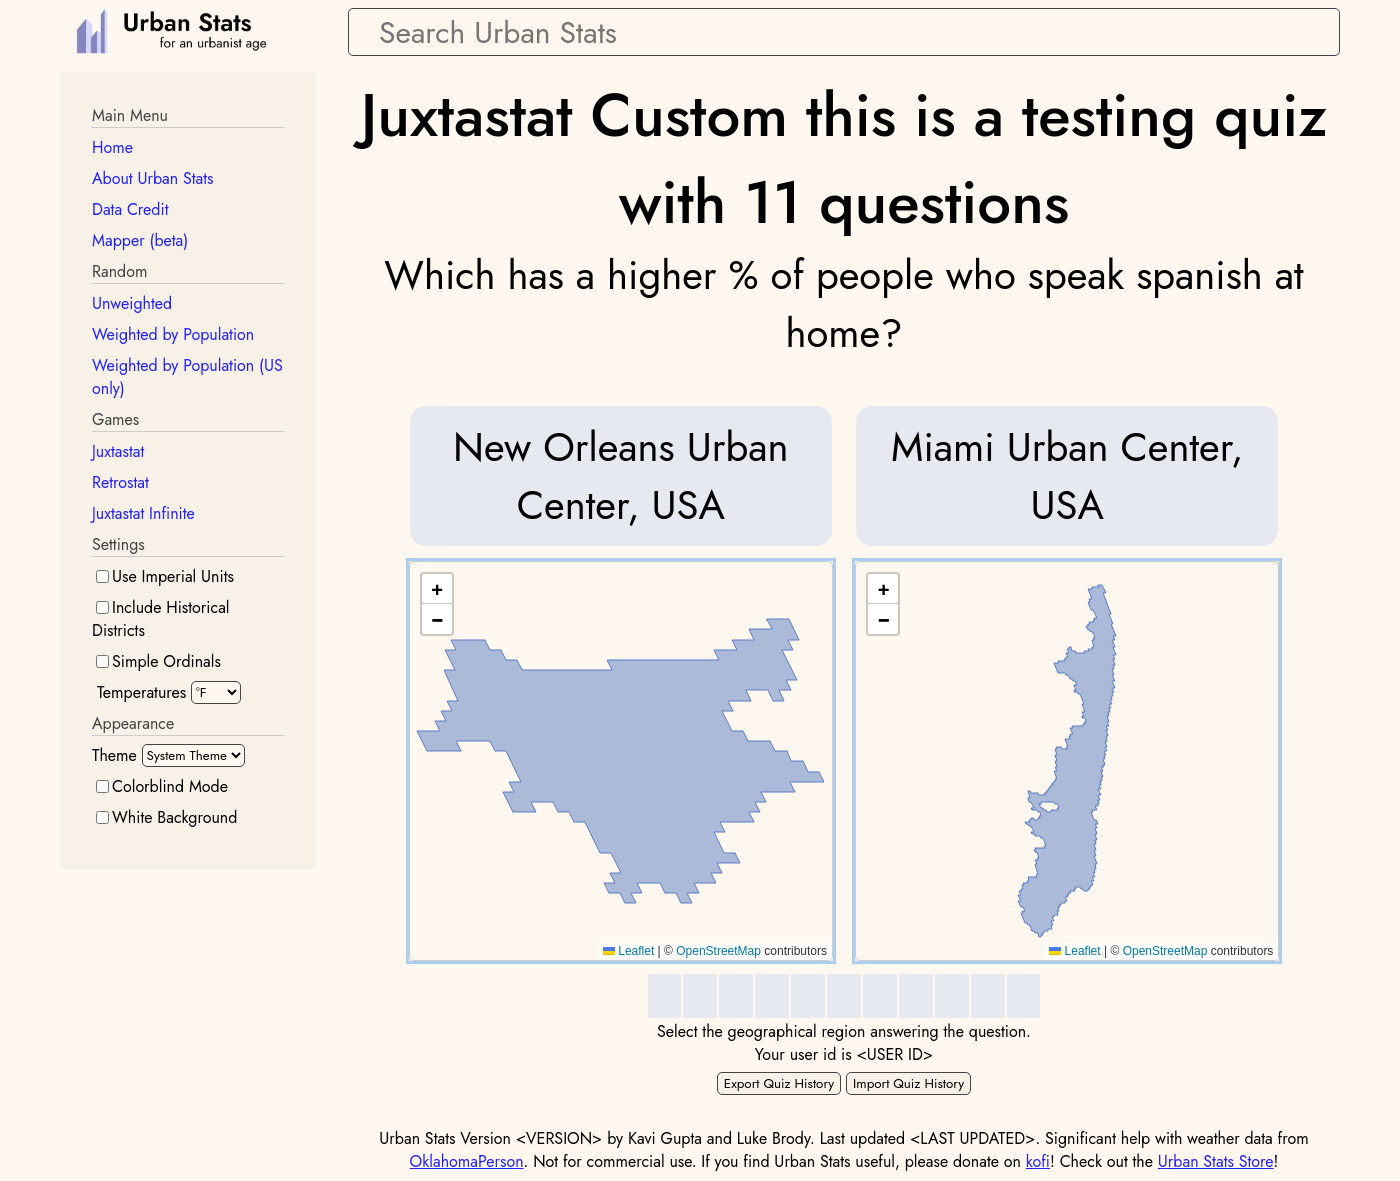 Urban Stats
for an urbanist age
Search Urban Stats
Main Menu
Home
About Urban Stats
Data Credit
Mapper (beta)
Random
Unweighted
Weighted by Population
Weighted by Population (US
only)
Games
Juxtastat
Retrostat
Juxtastat Infinite
Settings
Use Imperial Units
Include Historical
Districts
Simple Ordinals
Temperatures °F
Appearance
Theme System Theme
Colorblind Mode
White Background
Juxtastat Custom this is a testing quiz
with 11 questions
Which has a higher % of people who speak spanish at
home?
New Orleans Urban
Center, USA
Miami Urban Center,
USA
+
−
Leaflet | © OpenStreetMap contributors
+
−
Leaflet | © OpenStreetMap contributors
Select the geographical region answering the question.
Your user id is <USER ID>
Export Quiz History Import Quiz History
Urban Stats Version <VERSION> by Kavi Gupta and Luke Brody. Last updated <LAST UPDATED>. Significant help with weather data from
OklahomaPerson. Not for commercial use. If you find Urban Stats useful, please donate on kofi! Check out the Urban Stats Store!